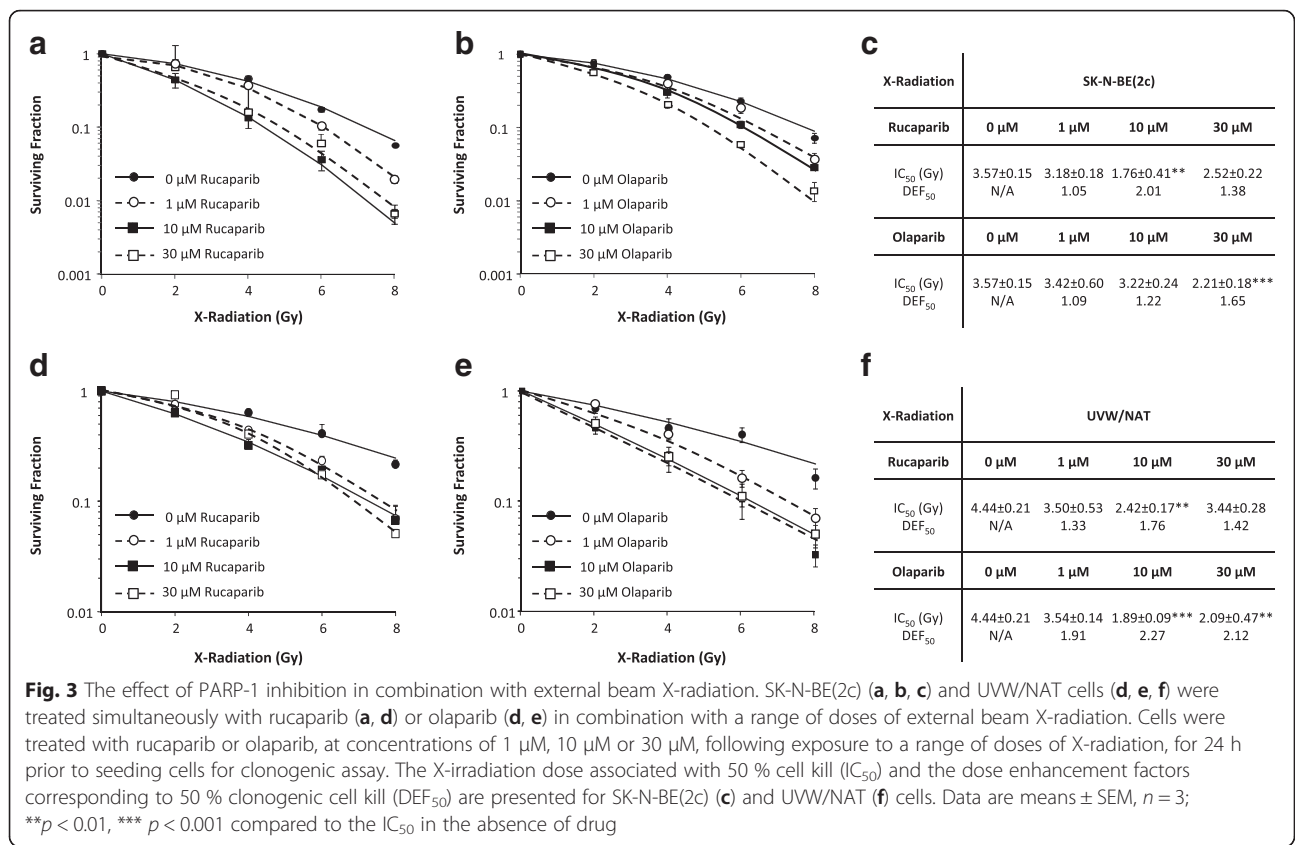 a
1
0.1
0.01
0.001
Surviving Fraction
0 µM Rucaparib
1 µM Rucaparib
10 µM Rucaparib
30 µM Rucaparib
0 2 4 6 8
X-Radiation (Gy)
b
1
0.1
0.01
0.001
Surviving Fraction
0 µM Olaparib
1 µM Olaparib
10 µM Olaparib
30 µM Olaparib
0 2 4 6 8
X-Radiation (Gy)
c
X-Radiation SK-N-BE(2c)
Rucaparib 0 µM 1 µM 10 µM 30 µM
IC50 (Gy) 3.57±0.15 3.18±0.18 1.76±0.41** 2.52±0.22
DEF50 N/A 1.05 2.01 1.38
Olaparib 0 µM 1 µM 10 µM 30 µM
IC50 (Gy) 3.57±0.15 3.42±0.60 3.22±0.24 2.21±0.18***
DEF50 N/A 1.09 1.22 1.65
d
1
0.1
0.01
Surviving Fraction
0 µM Rucaparib
1 µM Rucaparib
10 µM Rucaparib
30 µM Rucaparib
0 2 4 6 8
X-Radiation (Gy)
e
1
0.1
0.01
Surviving Fraction
0 µM Olaparib
1 µM Olaparib
10 µM Olaparib
30 µM Olaparib
0 2 4 6 8
X-Radiation (Gy)
f
X-Radiation UVW/NAT
Rucaparib 0 µM 1 µM 10 µM 30 µM
IC50 (Gy) 4.44±0.21 3.50±0.53 2.42±0.17** 3.44±0.28
DEF50 N/A 1.33 1.76 1.42
Olaparib 0 µM 1 µM 10 µM 30 µM
IC50 (Gy) 4.44±0.21 3.54±0.14 1.89±0.09*** 2.09±0.47**
DEF50 N/A 1.91 2.27 2.12
Fig. 3 The effect of PARP-1 inhibition in combination with external beam X-radiation. SK-N-BE(2c) (a, b, c) and UVW/NAT cells (d, e, f) were
treated simultaneously with rucaparib (a, d) or olaparib (d, e) in combination with a range of doses of external beam X-radiation. Cells were
treated with rucaparib or olaparib, at concentrations of 1 µM, 10 µM or 30 µM, following exposure to a range of doses of X-radiation, for 24 h
prior to seeding cells for clonogenic assay. The X-irradiation dose associated with 50 % cell kill (IC50) and the dose enhancement factors
corresponding to 50 % clonogenic cell kill (DEF50) are presented for SK-N-BE(2c) (c) and UVW/NAT (f) cells. Data are means ± SEM, n = 3;
**p < 0.01, *** p < 0.001 compared to the IC50 in the absence of drug